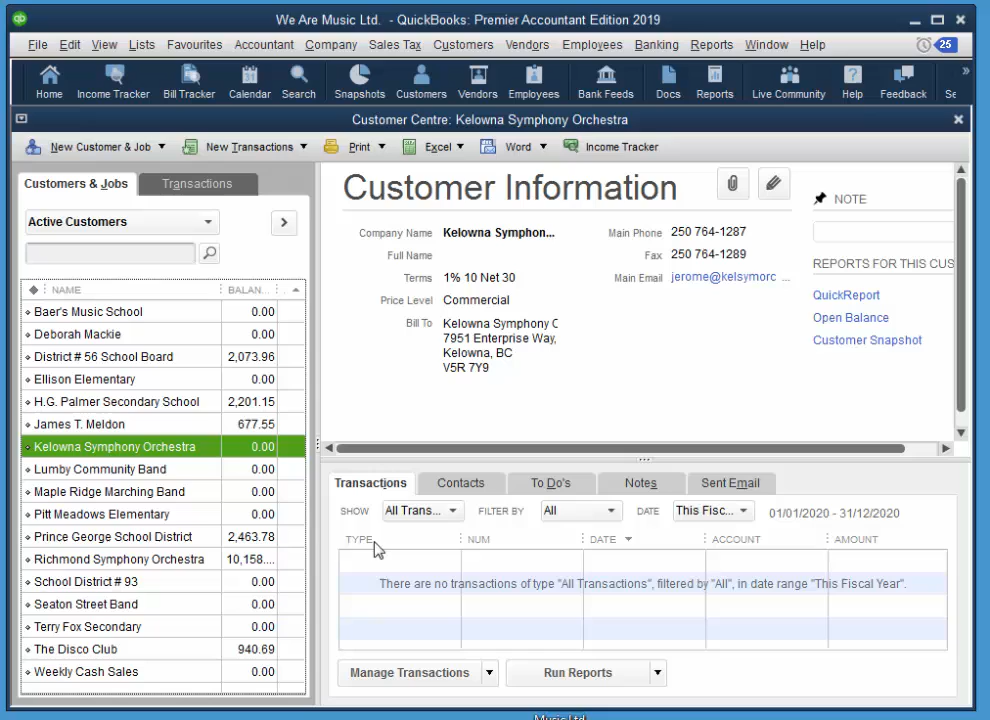 We Are Music Ltd. - QuickBooks: Premier Accountant Edition 2019
File Edit View Lists Favourites Accountant Company Sales Tax Customers Vendors Employees Banking Reports Window Help 25
Home Income Tracker Bill Tracker Calendar Search Snapshots Customers Vendors Employees Bank Feeds Docs Reports Live Community Help Feedback Se
Customer Centre: Kelowna Symphony Orchestra
New Customer & Job New Transactions Print Excel Word Income Tracker
Customers & Jobs Transactions
Active Customers
NAME BALAN...
Baer's Music School 0.00
Deborah Mackie 0.00
District # 56 School Board 2,073.96
Ellison Elementary 0.00
H.G. Palmer Secondary School 2,201.15
James T. Meldon 677.55
Kelowna Symphony Orchestra 0.00
Lumby Community Band 0.00
Maple Ridge Marching Band 0.00
Pitt Meadows Elementary 0.00
Prince George School District 2,463.78
Richmond Symphony Orchestra 10,158....
School District # 93 0.00
Seaton Street Band 0.00
Terry Fox Secondary 0.00
The Disco Club 940.69
Weekly Cash Sales 0.00
Customer Information
Company Name Kelowna Symphon...
Full Name
Terms 1% 10 Net 30
Price Level Commercial
Bill To Kelowna Symphony C
7951 Enterprise Way,
Kelowna, BC
V5R 7Y9
Main Phone 250 764-1287
Fax 250 764-1289
Main Email jerome@kelsymorc ...
NOTE
REPORTS FOR THIS CUS
QuickReport
Open Balance
Customer Snapshot
Transactions Contacts To Do's Notes Sent Email
SHOW All Trans... FILTER BY All DATE This Fisc... 01/01/2020 - 31/12/2020
TYPE NUM DATE ACCOUNT AMOUNT
There are no transactions of type "All Transactions", filtered by "All", in date range "This Fiscal Year".
Manage Transactions Run Reports
Music Ltd